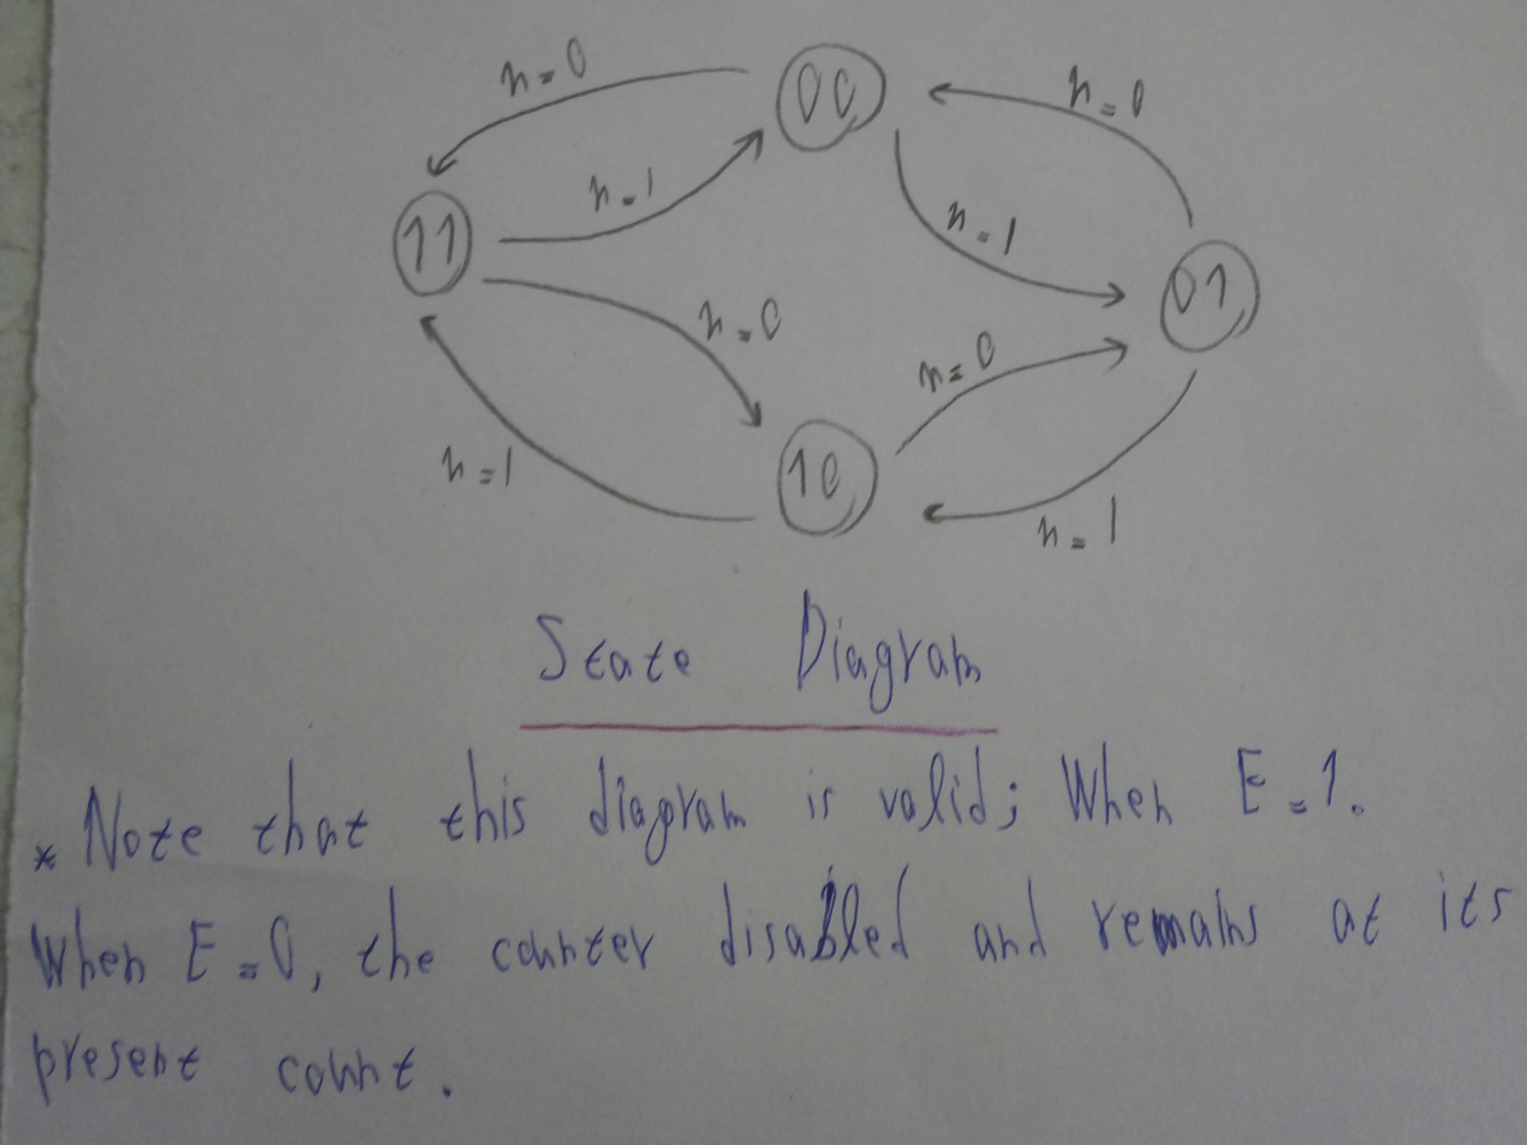 n=0
00
n=0
n=1
n=1
11
01
n=0
n=0
n=1
10
n=1
State Diagram
* Note that this diagram is valid; When E=1.
When E=0, the counter disabled and remains at its
present count.